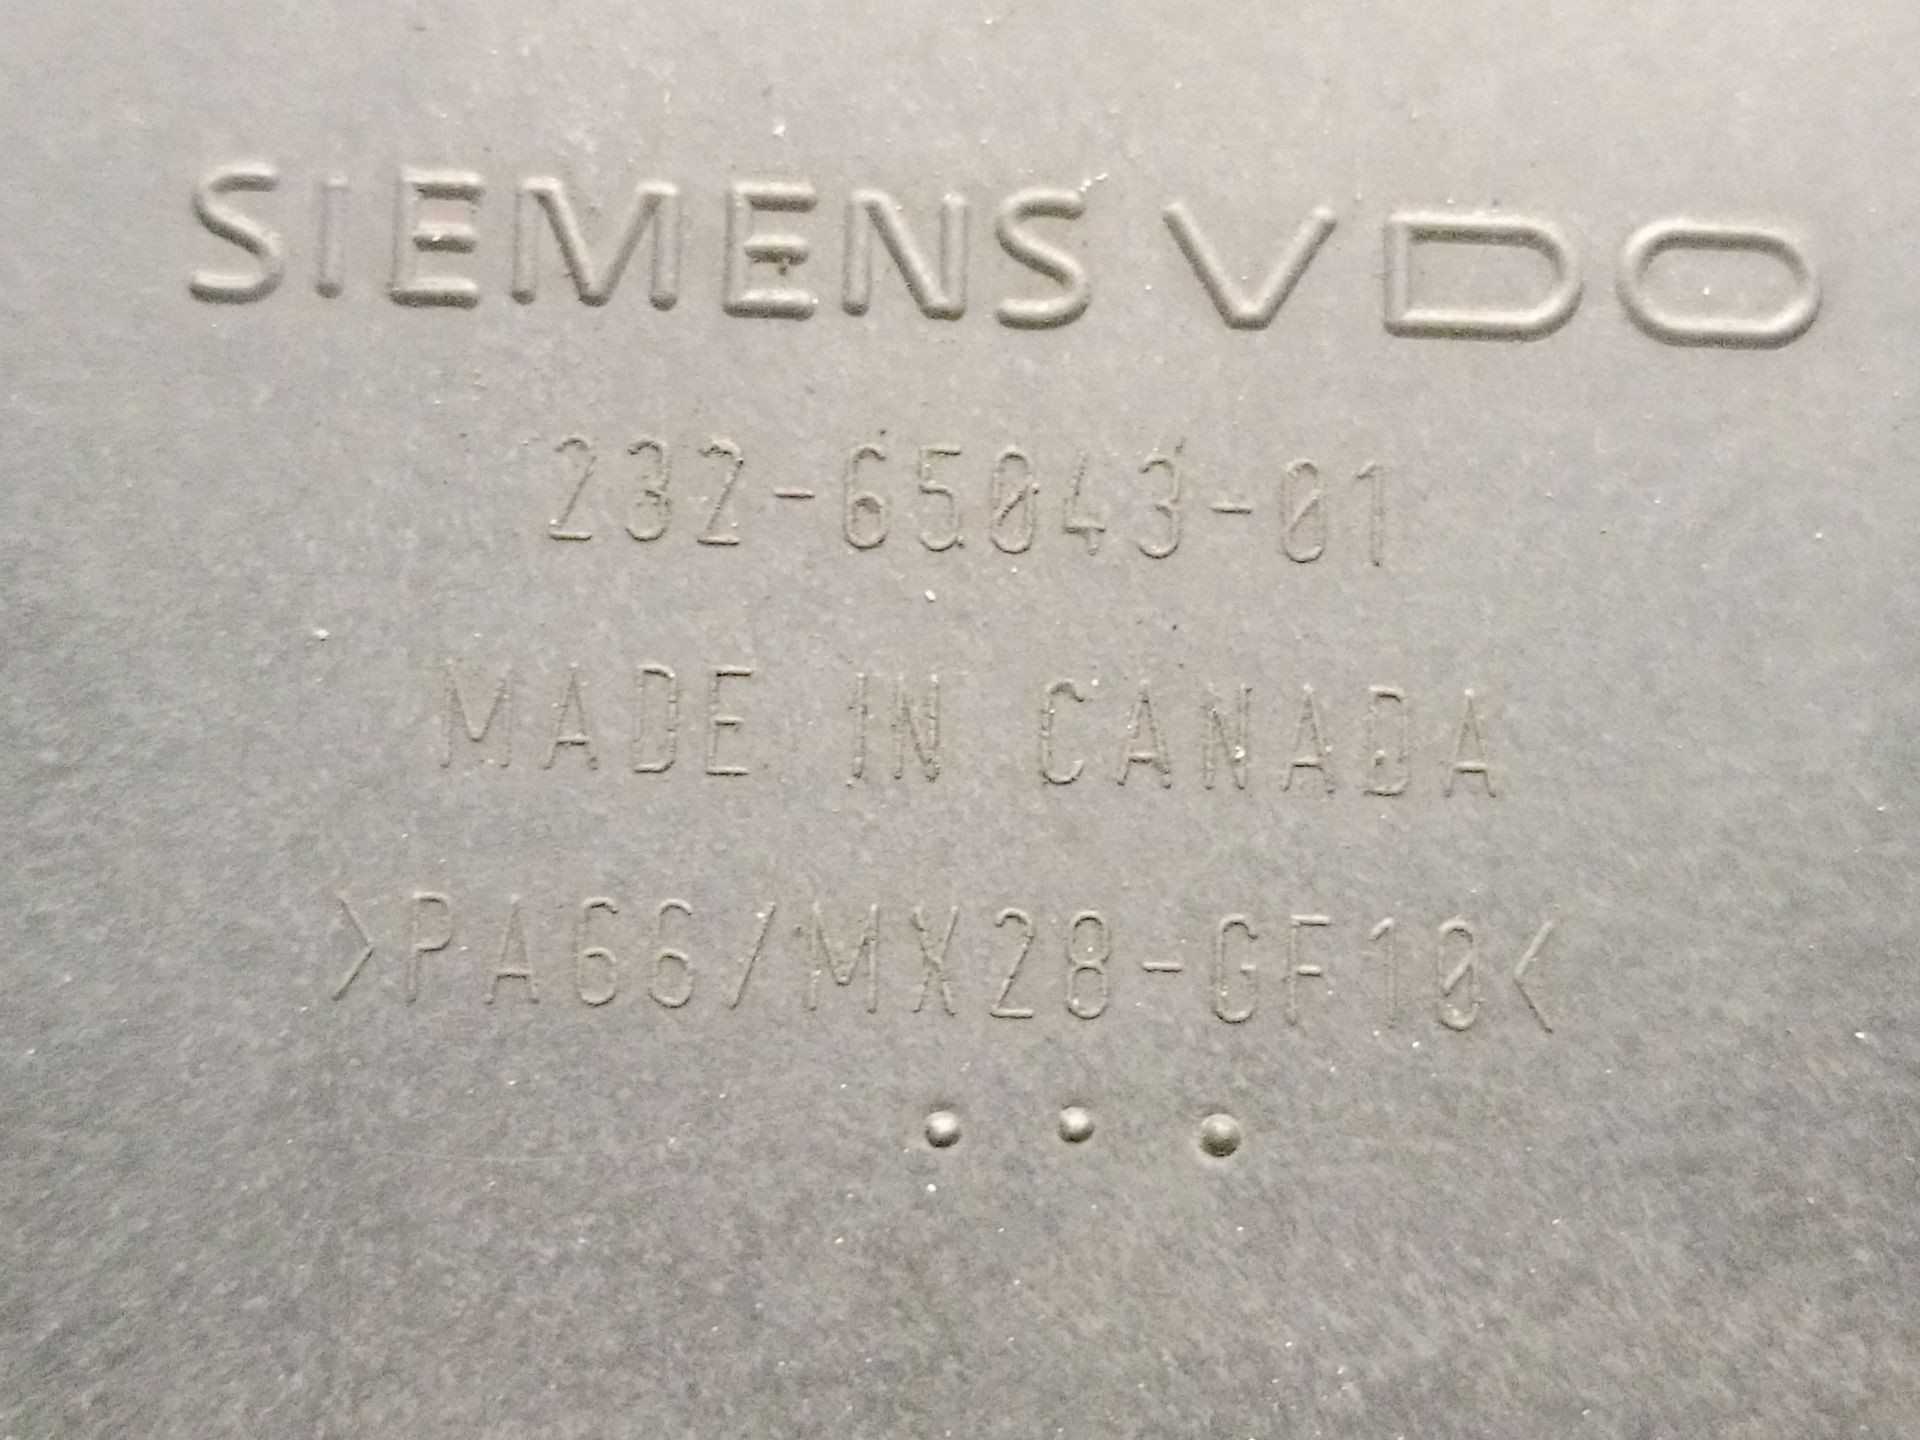 SIEMENS VDO
232-65043-01
MADE IN CANADA
>PA66/MX28-GF10<